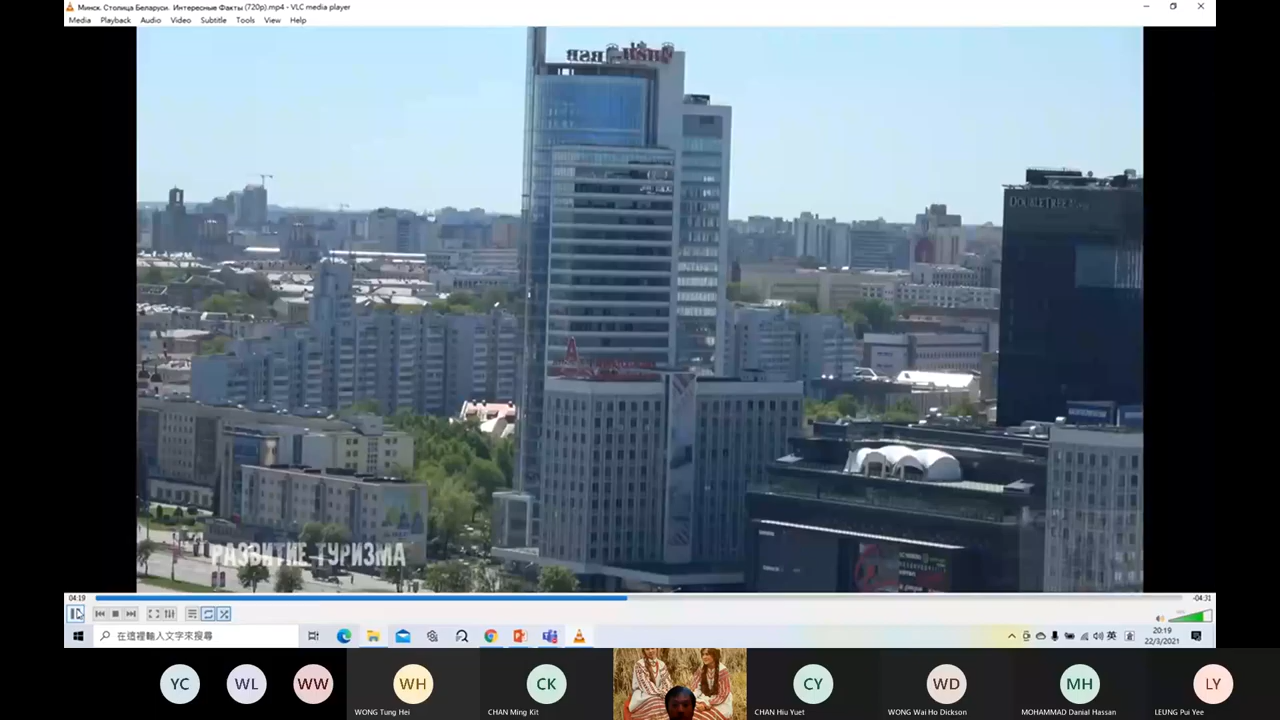 Минск. Столица Беларуси. Интересные Факты (720p).mp4 - VLC media player
Media Playback Audio Video Subtitle Tools View Help
BSB
DOUBLETREE
РАЗВИТИЕ ТУРИЗМА
04:19
-04:31
在這裡輸入文字來搜尋
英
20:19
22/3/2021
YC
WL
WW
WH
CK
CY
WD
MH
LY
WONG Tung Hei
CHAN Ming Kit
CHAN Hiu Yuet
WONG Wai Ho Dickson
MOHAMMAD Danial Hassan
LEUNG Pui Yee